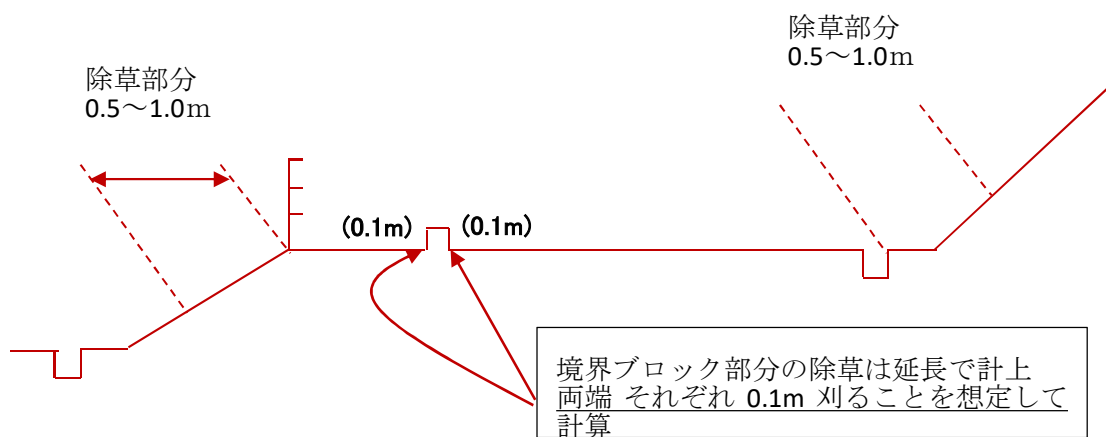 除草部分
0.5～1.0m
除草部分
0.5～1.0m
(0.1m)
(0.1m)
境界ブロック部分の除草は延長で計上
両端 それぞれ 0.1m 刈ることを想定して
計算